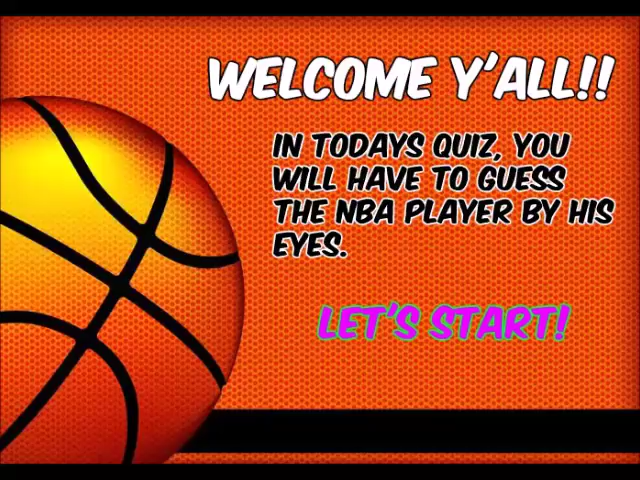 WELCOME Y'ALL!!
IN TODAYS QUIZ, YOU
WILL HAVE TO GUESS
THE NBA PLAYER BY HIS
EYES.
LET'S START!